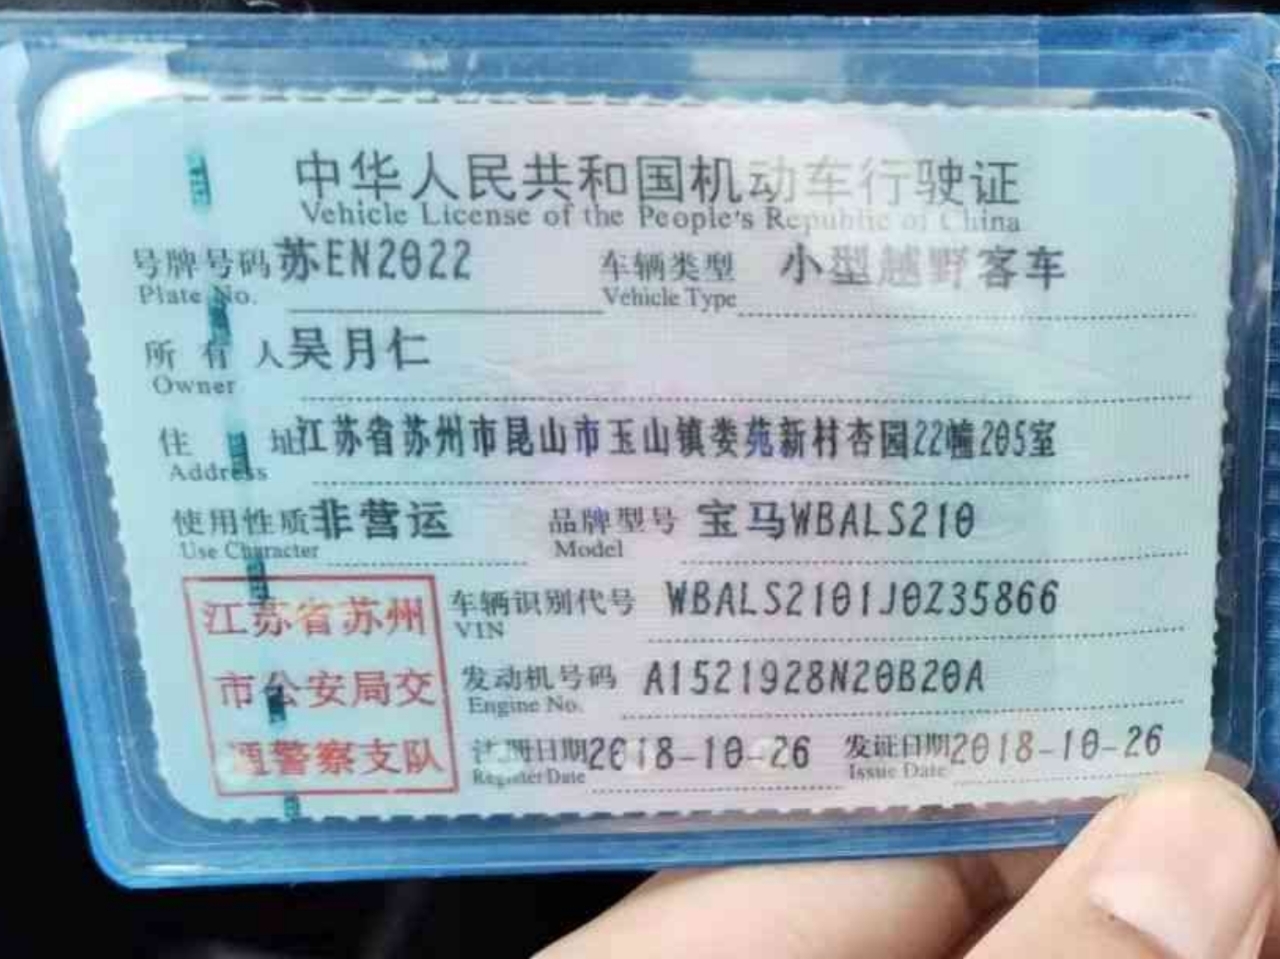 中华人民共和国机动车行驶证
Vehicle License of the People's Republic of China
号牌号码 苏EN2022 车辆类型 小型越野客车
Plate No. Vehicle Type
所有人 吴月仁
Owner
住址 江苏省苏州市昆山市玉山镇娄苑新村杏园22幢205室
Address
使用性质 非营运 品牌型号 宝马WBALS210
Use Character Model
江苏省苏州
市公安局交
通警察支队
车辆识别代号 WBALS2101J0Z35866
VIN
发动机号码 A1521928N20B20A
Engine No.
注册日期 2018-10-26 发证日期 2018-10-26
Register Date Issue Date